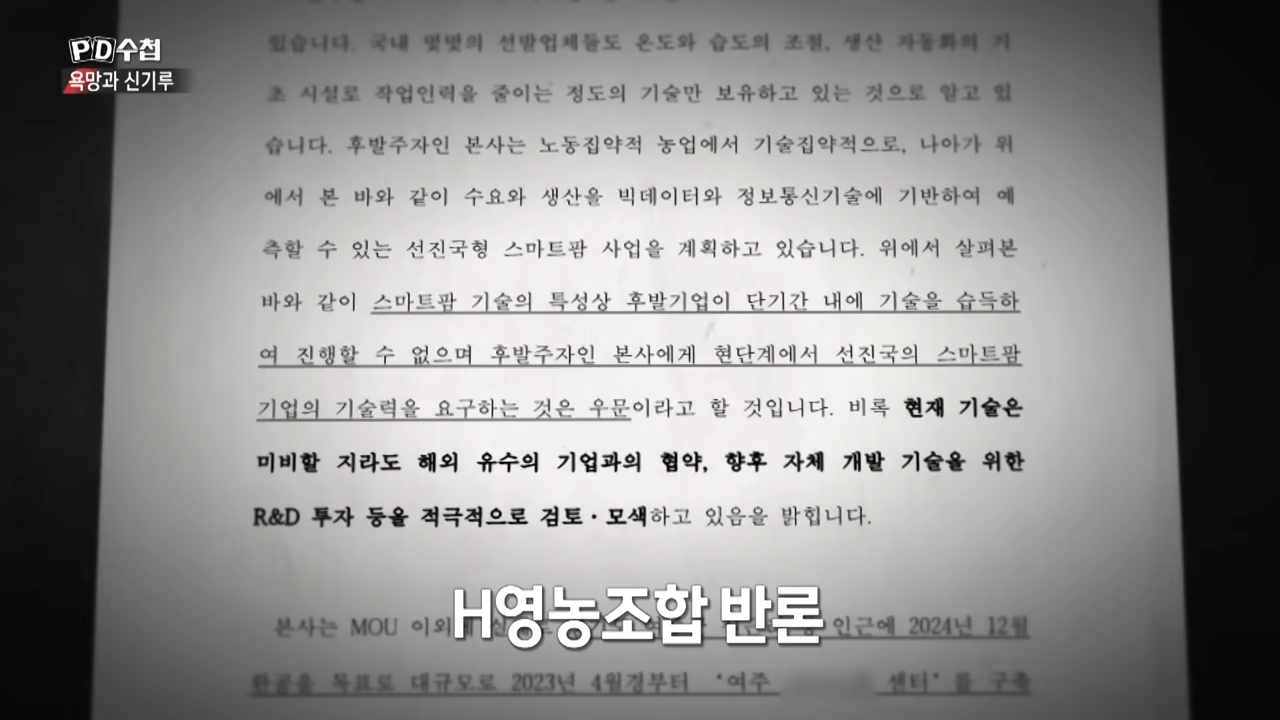 PD수첩
욕망과 신기루
있습니다. 국내 몇몇의 선발업체들도 온도와 습도의 조절, 생산 자동화의 기
초 시설로 작업인력을 줄이는 정도의 기술만 보유하고 있는 것으로 알고 있
습니다. 후발주자인 본사는 노동집약적 농업에서 기술집약적으로, 나아가 위
에서 본 바와 같이 수요와 생산을 빅데이터와 정보통신기술에 기반하여 예
측할 수 있는 선진국형 스마트팜 사업을 계획하고 있습니다. 위에서 살펴본
바와 같이 스마트팜 기술의 특성상 후발기업이 단기간 내에 기술을 습득하
여 진행할 수 없으며 후발주자인 본사에게 현단계에서 선진국의 스마트팜
기업의 기술력을 요구하는 것은 우문이라고 할 것입니다. 비록 현재 기술은
미비할 지라도 해외 유수의 기업과의 협약, 향후 자체 개발 기술을 위한
R&D 투자 등을 적극적으로 검토·모색하고 있음을 밝힙니다.
H영농조합 반론
본사는 MOU 이외 인근에 2024년 12월
완공을 목표로 대규모로 2023년 4월경부터 '여주 센터'를 구축